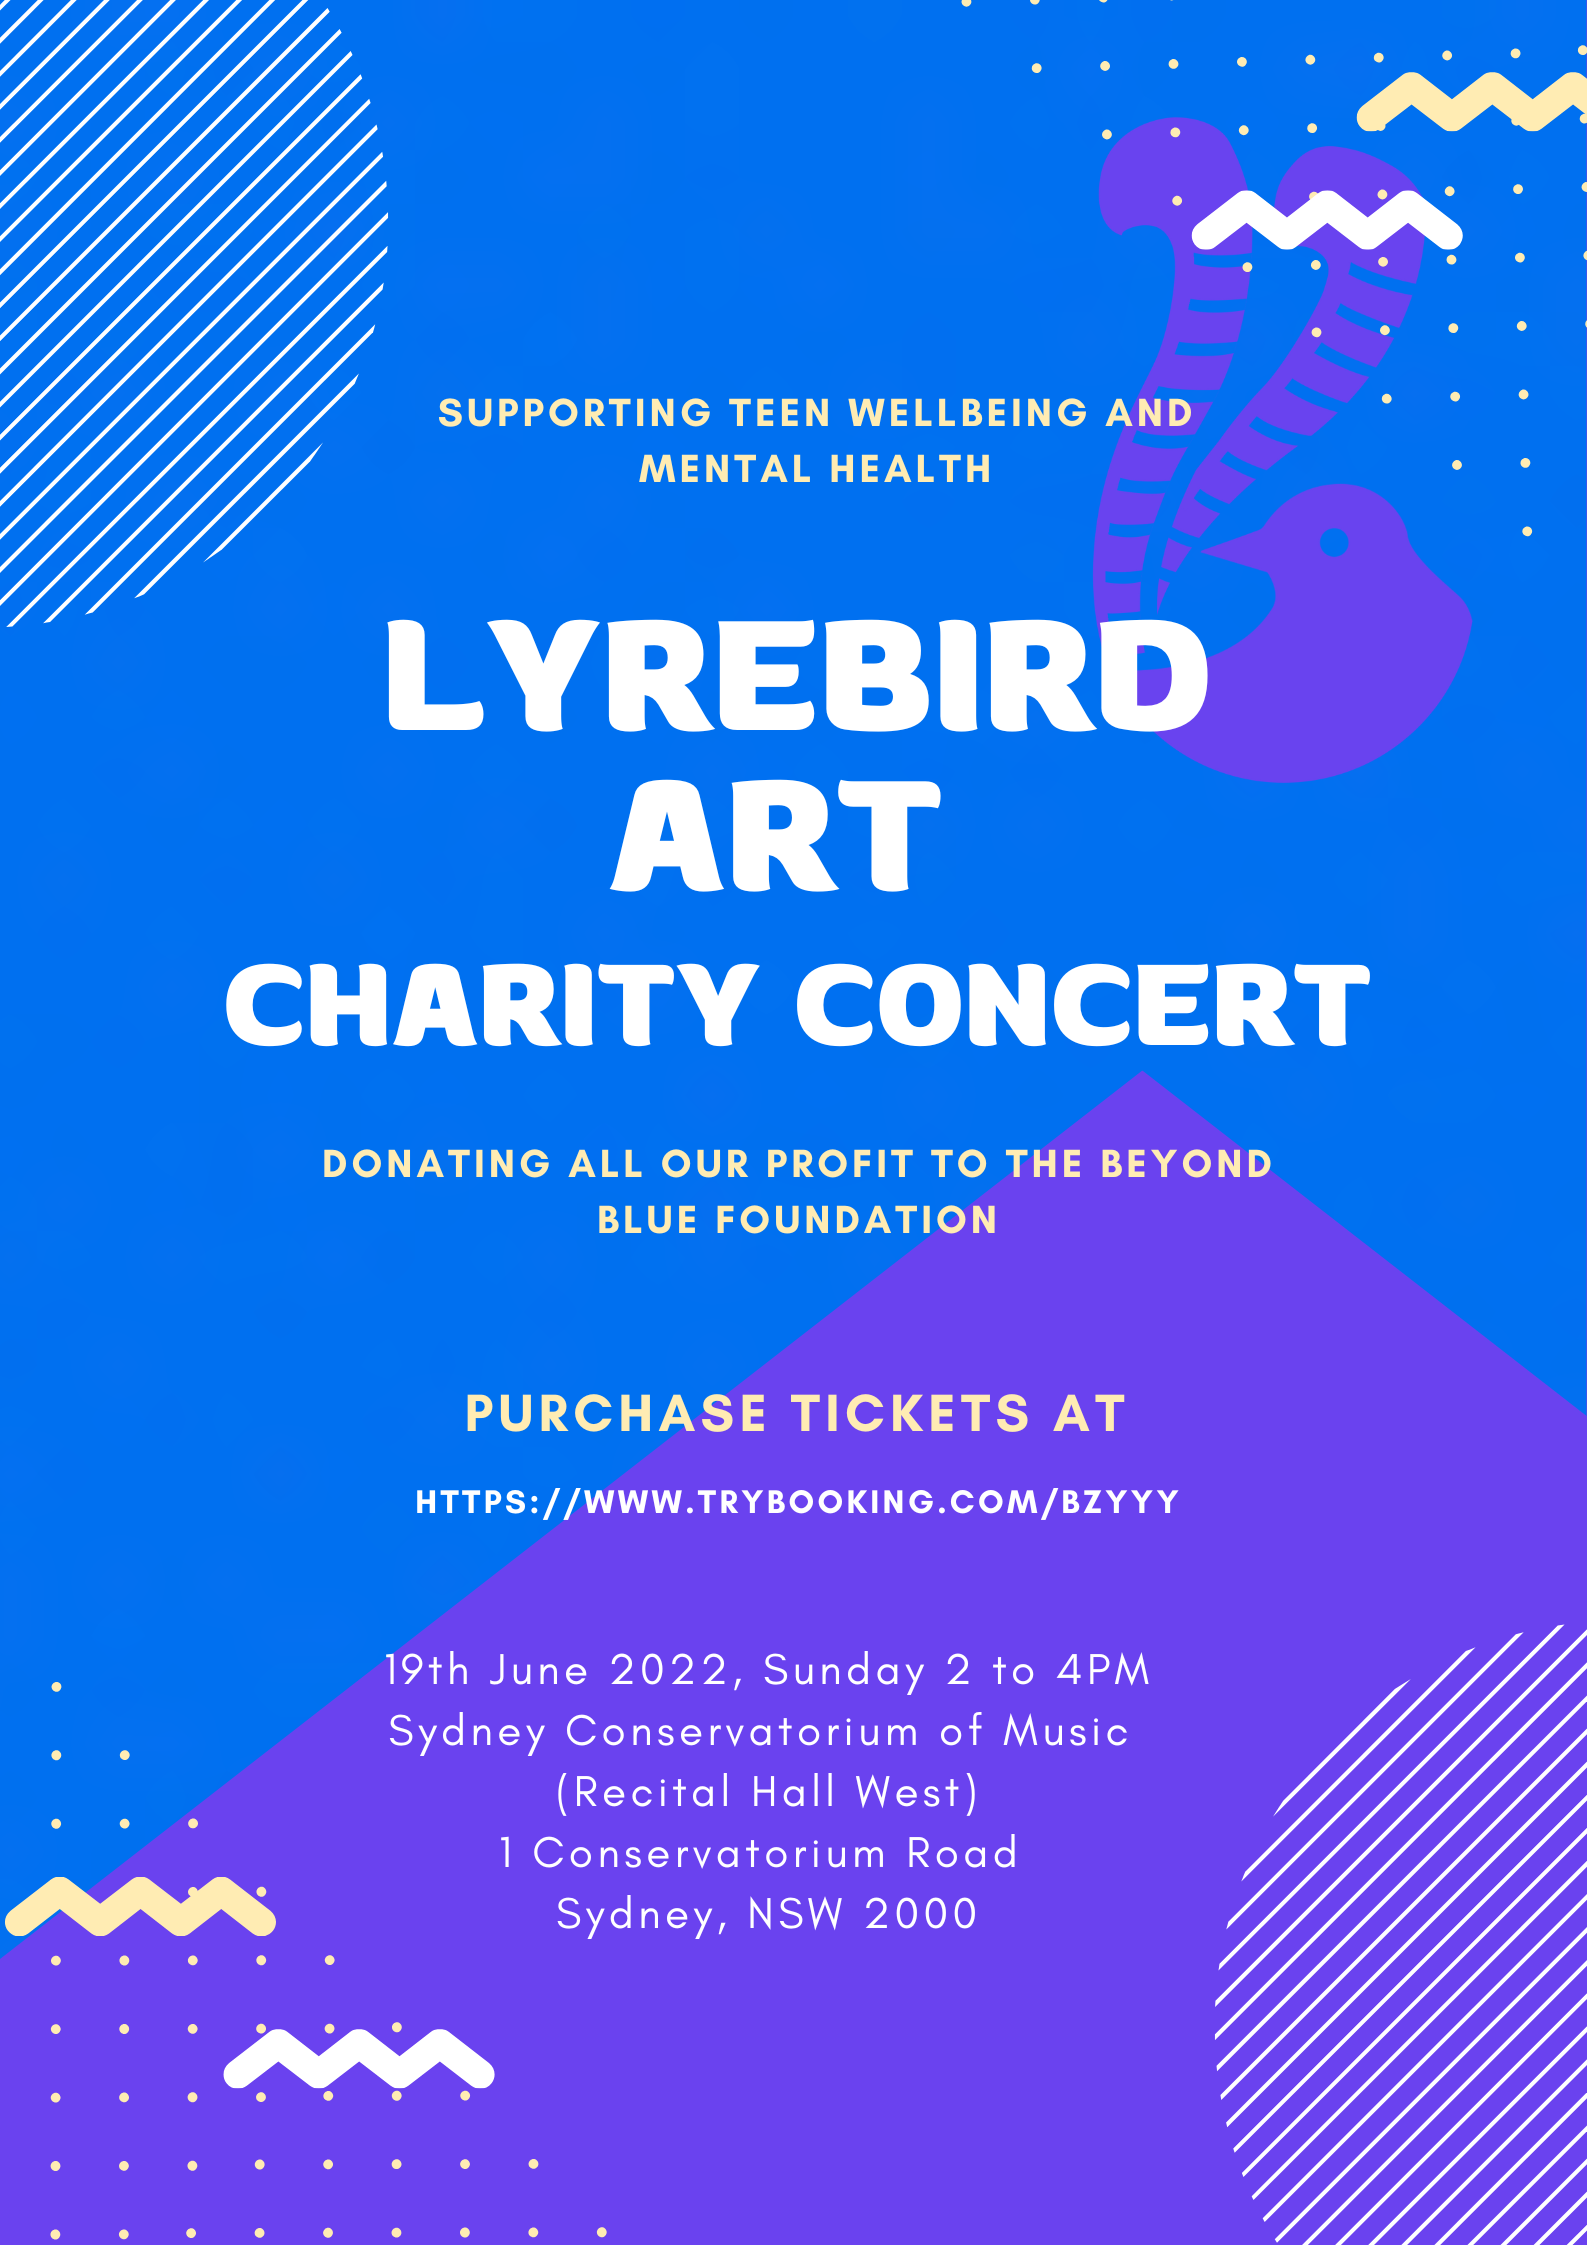 SUPPORTING TEEN WELLBEING AND
MENTAL HEALTH
LYREBIRD
ART
CHARITY CONCERT
DONATING ALL OUR PROFIT TO THE BEYOND
BLUE FOUNDATION
PURCHASE TICKETS AT
HTTPS://WWW.TRYBOOKING.COM/BZYYY
19th June 2022, Sunday 2 to 4PM
Sydney Conservatorium of Music
(Recital Hall West)
1 Conservatorium Road
Sydney, NSW 2000